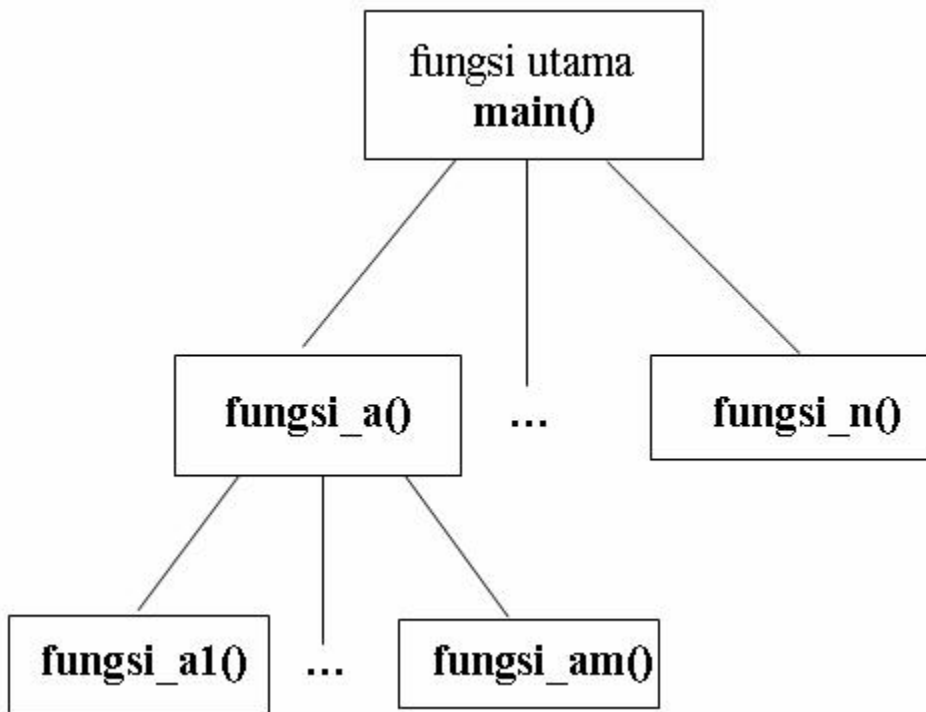 fungsi utama
main()
fungsi_a()
...
fungsi_n()
fungsi_a1()
...
fungsi_am()